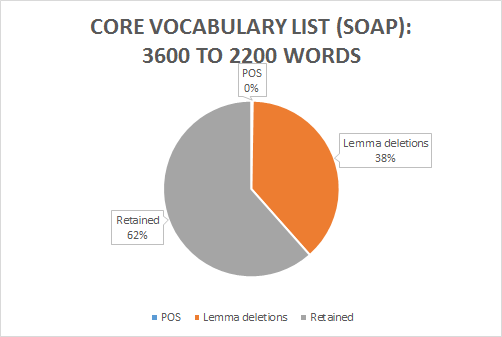 CORE VOCABULARY LIST (SOAP):
3600 TO 2200 WORDS
POS
0%
Lemma deletions
38%
Retained
62%
POS Lemma deletions Retained